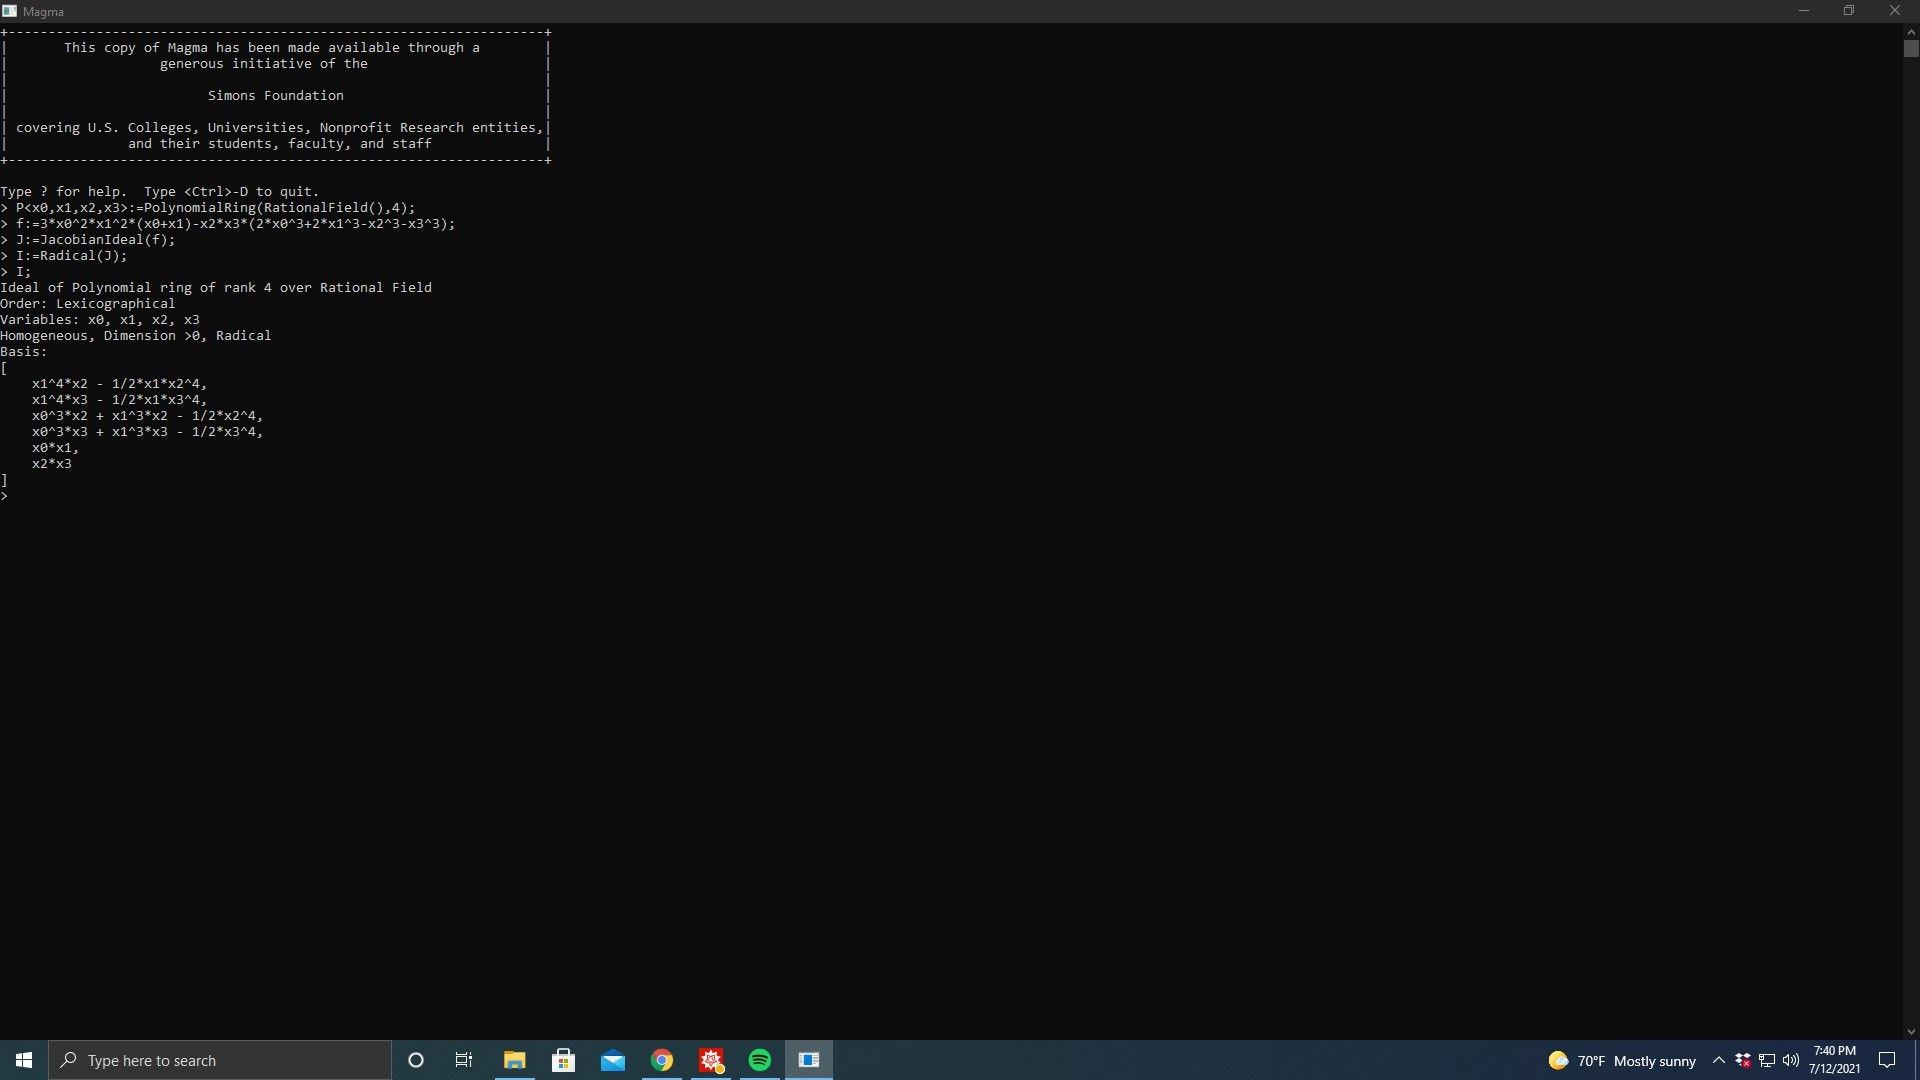 Magma
+-------------------------------------------------------------------+
|       This copy of Magma has been made available through a        |
|                   generous initiative of the                      |
|                                                                   |
|                         Simons Foundation                         |
|                                                                   |
| covering U.S. Colleges, Universities, Nonprofit Research entities,|
|               and their students, faculty, and staff              |
+-------------------------------------------------------------------+
Type ? for help.  Type <Ctrl>-D to quit.
> P<x0,x1,x2,x3>:=PolynomialRing(RationalField(),4);
> f:=3*x0^2*x1^2*(x0+x1)-x2*x3*(2*x0^3+2*x1^3-x2^3-x3^3);
> J:=JacobianIdeal(f);
> I:=Radical(J);
> I;
Ideal of Polynomial ring of rank 4 over Rational Field
Order: Lexicographical
Variables: x0, x1, x2, x3
Homogeneous, Dimension >0, Radical
Basis:
[
    x1^4*x2 - 1/2*x1*x2^4,
    x1^4*x3 - 1/2*x1*x3^4,
    x0^3*x2 + x1^3*x2 - 1/2*x2^4,
    x0^3*x3 + x1^3*x3 - 1/2*x3^4,
    x0*x1,
    x2*x3
]
>
Type here to search
70°F Mostly sunny
7:40 PM
7/12/2021